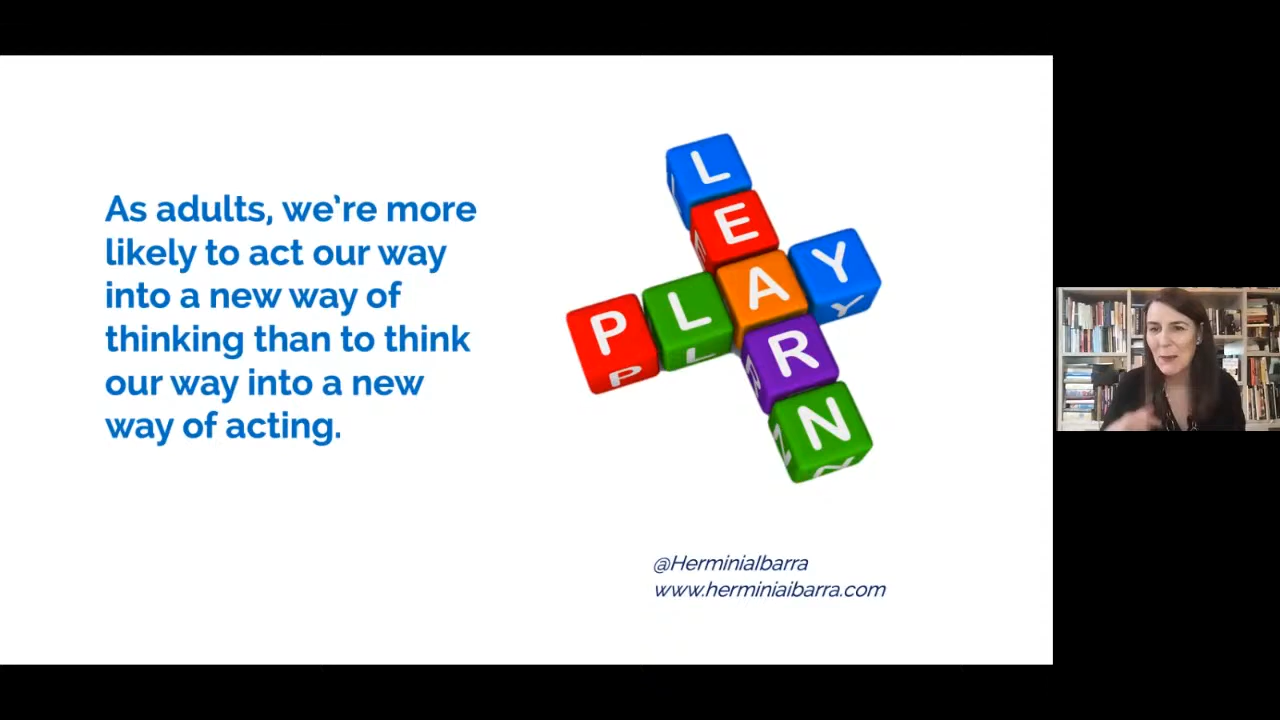 As adults, we’re more
likely to act our way
into a new way of
thinking than to think
our way into a new
way of acting.
LEARN
PLAY
@HerminiaIbarra
www.herminiaibarra.com